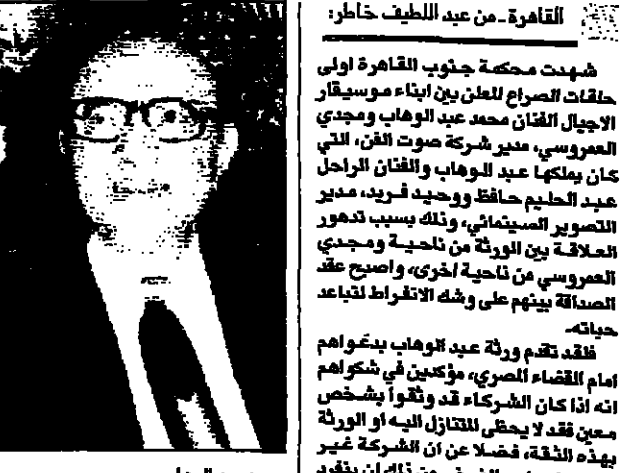 القاهرة - من عبد اللطيف خاطر:
شهدت محكمة جنوب القاهرة اولى
حلقات الصراع المعلن بين ابناء موسيقار
الاجيال الفنان محمد عبد الوهاب ومجدي
العمروسي، مدير شركة صوت الفن، التي
كان يملكها عبد الوهاب والفنان الراحل
عبد الحليم حافظ ووحيد فريد، مدير
التصوير السينمائي، وذلك بسبب تدهور
العلاقة بين الورثة من ناحية ومجدي
العمروسي من ناحية اخرى، واصبح عقد
الصداقة بينهم على وشك الانفراط لتباعد
حياته.
فلقد تقدم ورثة عبد الوهاب بدعواهم
امام القضاء المصري، مؤكدين في شكواهم
انه اذا كان الشركاء قد وثقوا بشخص
معين فقد لا يحظى المتنازل اليه او الورثة
بهذه الثقة، فضلا عن ان الشركة غير